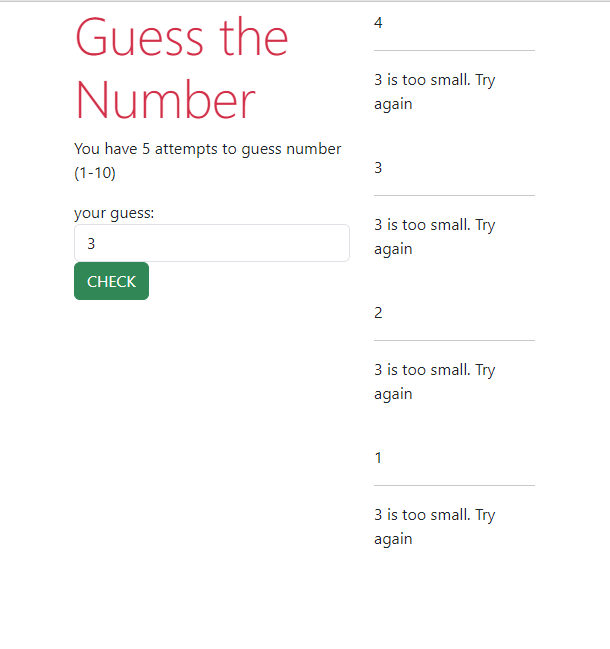 Guess the
Number
You have 5 attempts to guess number
(1-10)
your guess:
3
CHECK
4
3 is too small. Try
again
3
3 is too small. Try
again
2
3 is too small. Try
again
1
3 is too small. Try
again